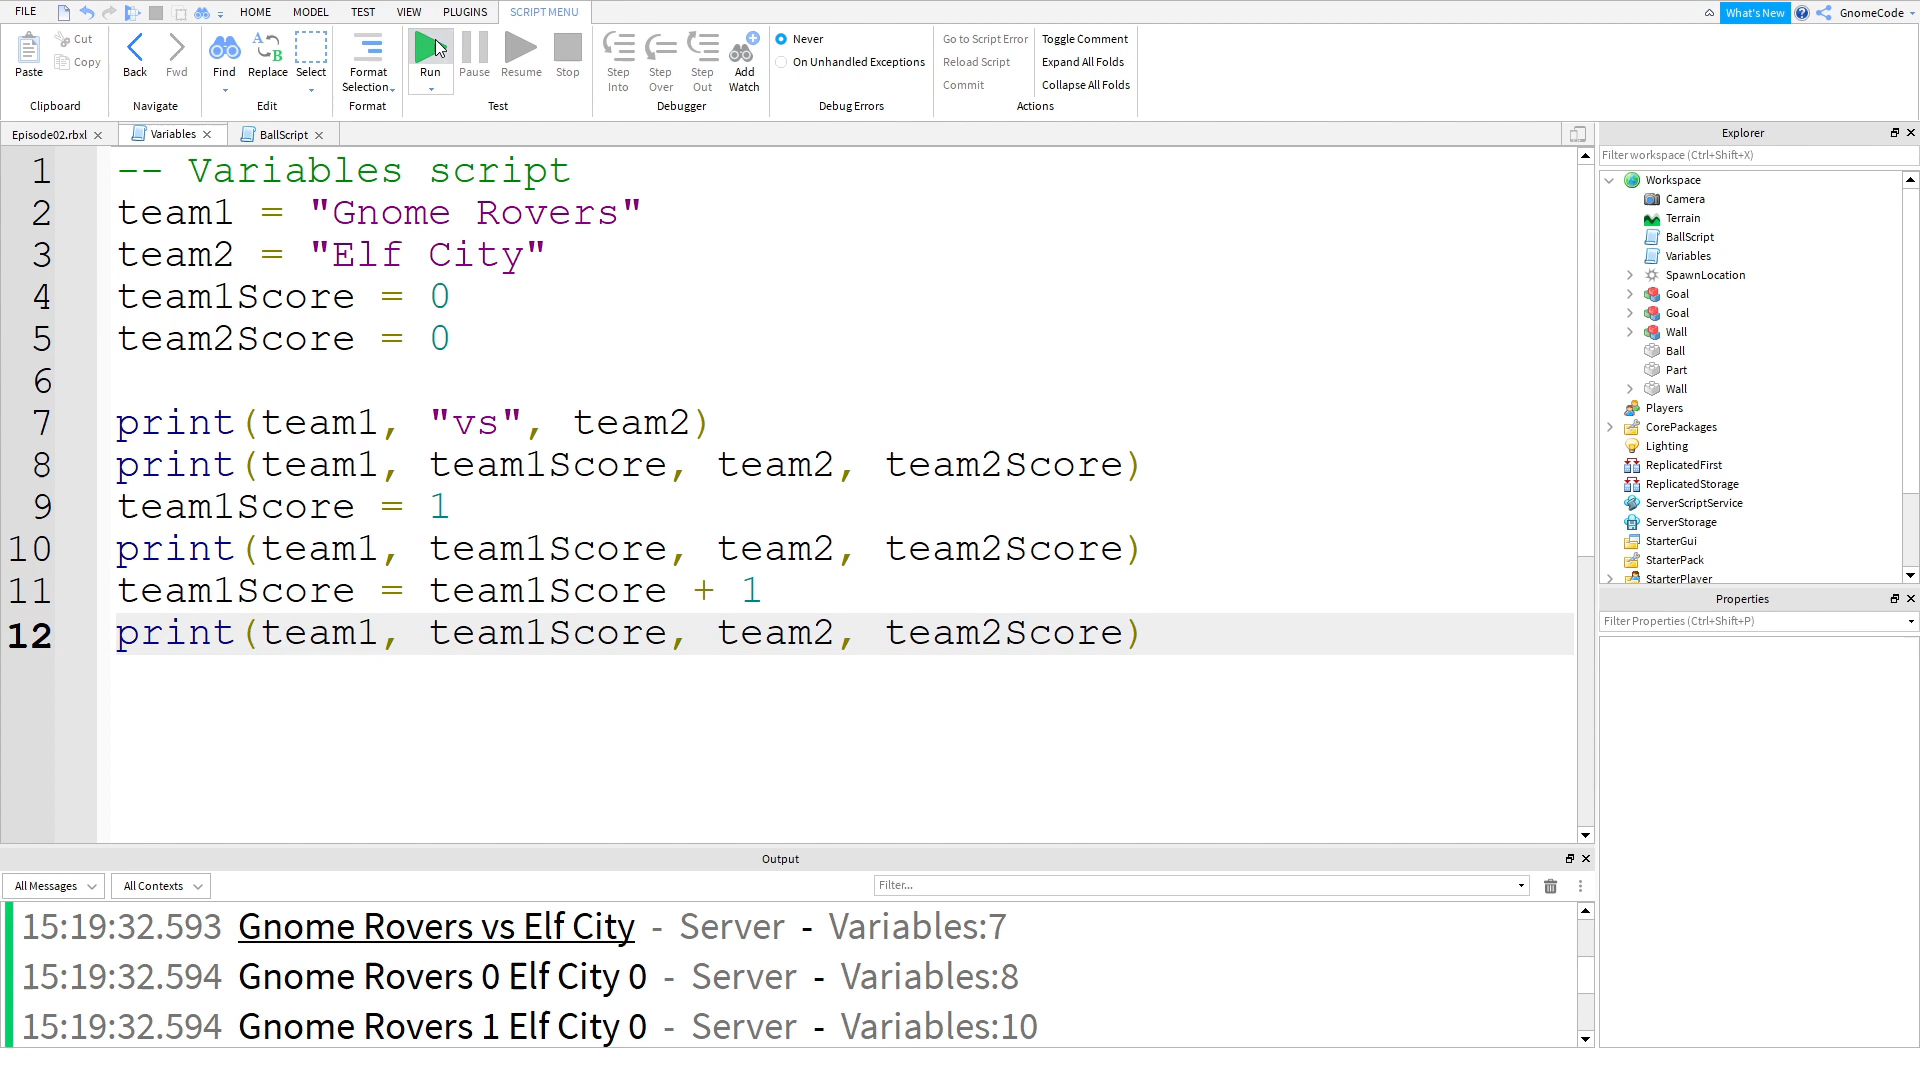 FILE HOME MODEL TEST VIEW PLUGINS SCRIPT MENU What's New GnomeCode
Paste Cut Copy Clipboard
Back Fwd Navigate
Find Replace Select Edit
Format Selection Format
Run Pause Resume Stop Test
Step Into Step Over Step Out Add Watch Debugger
Never
On Unhandled Exceptions
Debug Errors
Go to Script Error Toggle Comment
Reload Script Expand All Folds
Commit Collapse All Folds
Actions
Episode02.rbxl Variables BallScript
1 -- Variables script
2 team1 = "Gnome Rovers"
3 team2 = "Elf City"
4 team1Score = 0
5 team2Score = 0
6
7 print(team1, "vs", team2)
8 print(team1, team1Score, team2, team2Score)
9 team1Score = 1
10 print(team1, team1Score, team2, team2Score)
11 team1Score = team1Score + 1
12 print(team1, team1Score, team2, team2Score)
Output
All Messages All Contexts Filter...
15:19:32.593 Gnome Rovers vs Elf City - Server - Variables:7
15:19:32.594 Gnome Rovers 0 Elf City 0 - Server - Variables:8
15:19:32.594 Gnome Rovers 1 Elf City 0 - Server - Variables:10
Explorer
Filter workspace (Ctrl+Shift+X)
Workspace
Camera
Terrain
BallScript
Variables
SpawnLocation
Goal
Goal
Wall
Ball
Part
Wall
Players
CorePackages
Lighting
ReplicatedFirst
ReplicatedStorage
ServerScriptService
ServerStorage
StarterGui
StarterPack
StarterPlayer
Properties
Filter Properties (Ctrl+Shift+P)